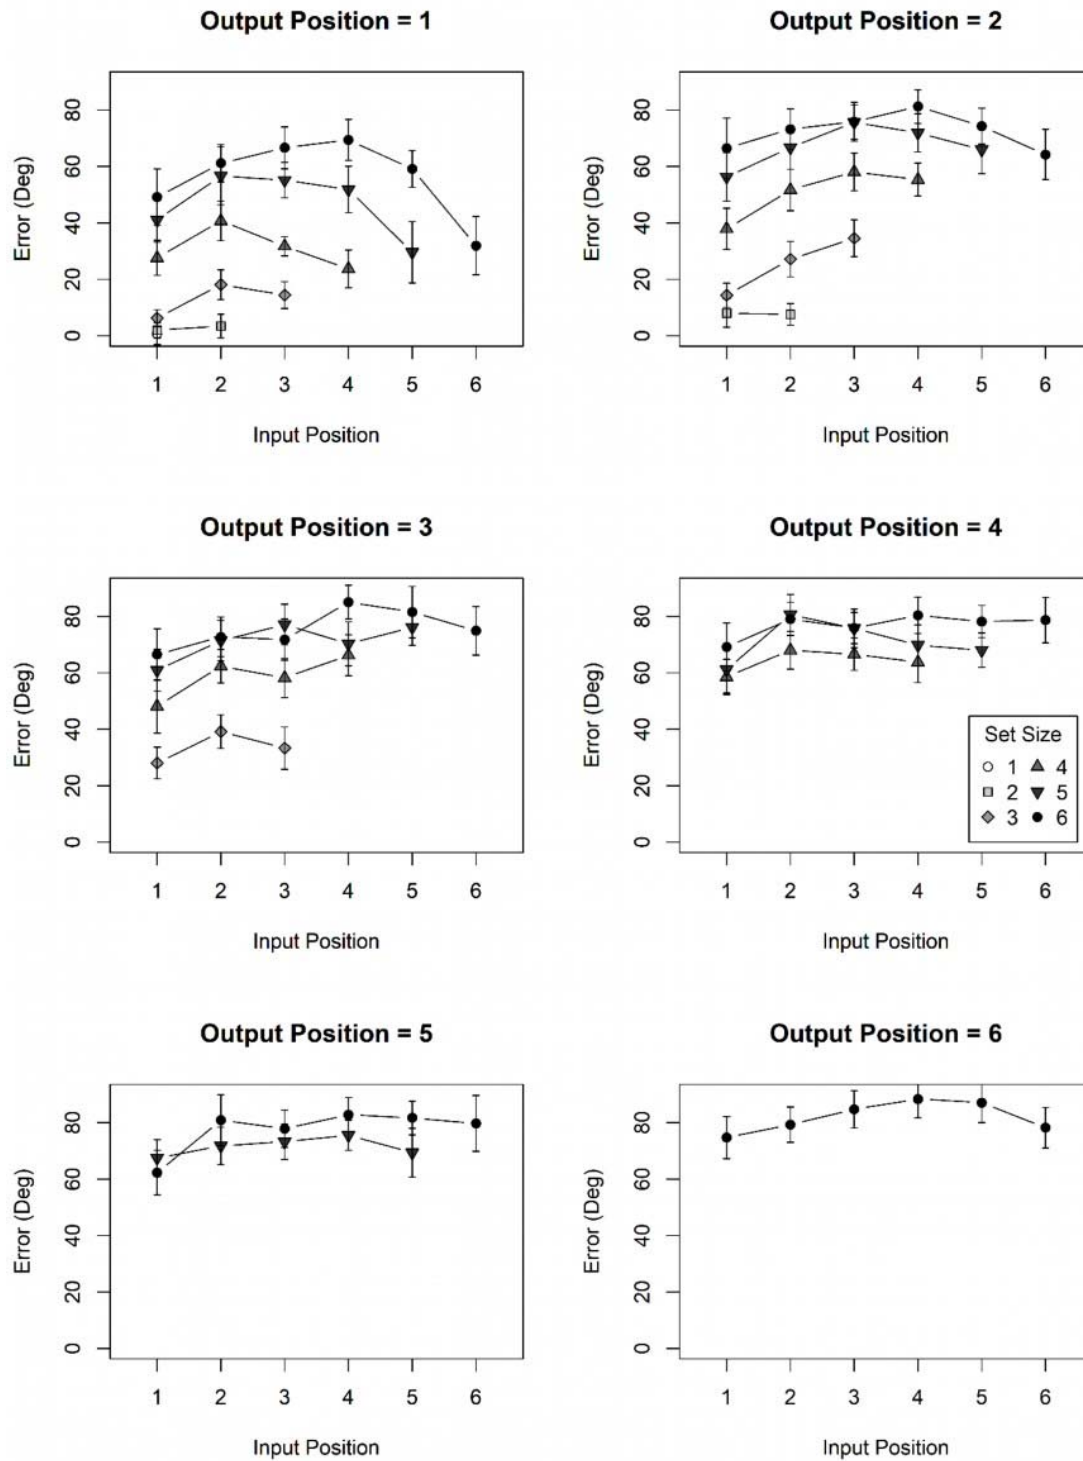 Output Position = 1
Error (Deg)
80
60
40
20
0
1 2 3 4 5 6
Input Position
Output Position = 2
Error (Deg)
80
60
40
20
0
1 2 3 4 5 6
Input Position
Output Position = 3
Error (Deg)
80
60
40
20
0
1 2 3 4 5 6
Input Position
Output Position = 4
Error (Deg)
80
60
40
20
0
Set Size
1 4
2 5
3 6
1 2 3 4 5 6
Input Position
Output Position = 5
Error (Deg)
80
60
40
20
0
1 2 3 4 5 6
Input Position
Output Position = 6
Error (Deg)
80
60
40
20
0
1 2 3 4 5 6
Input Position